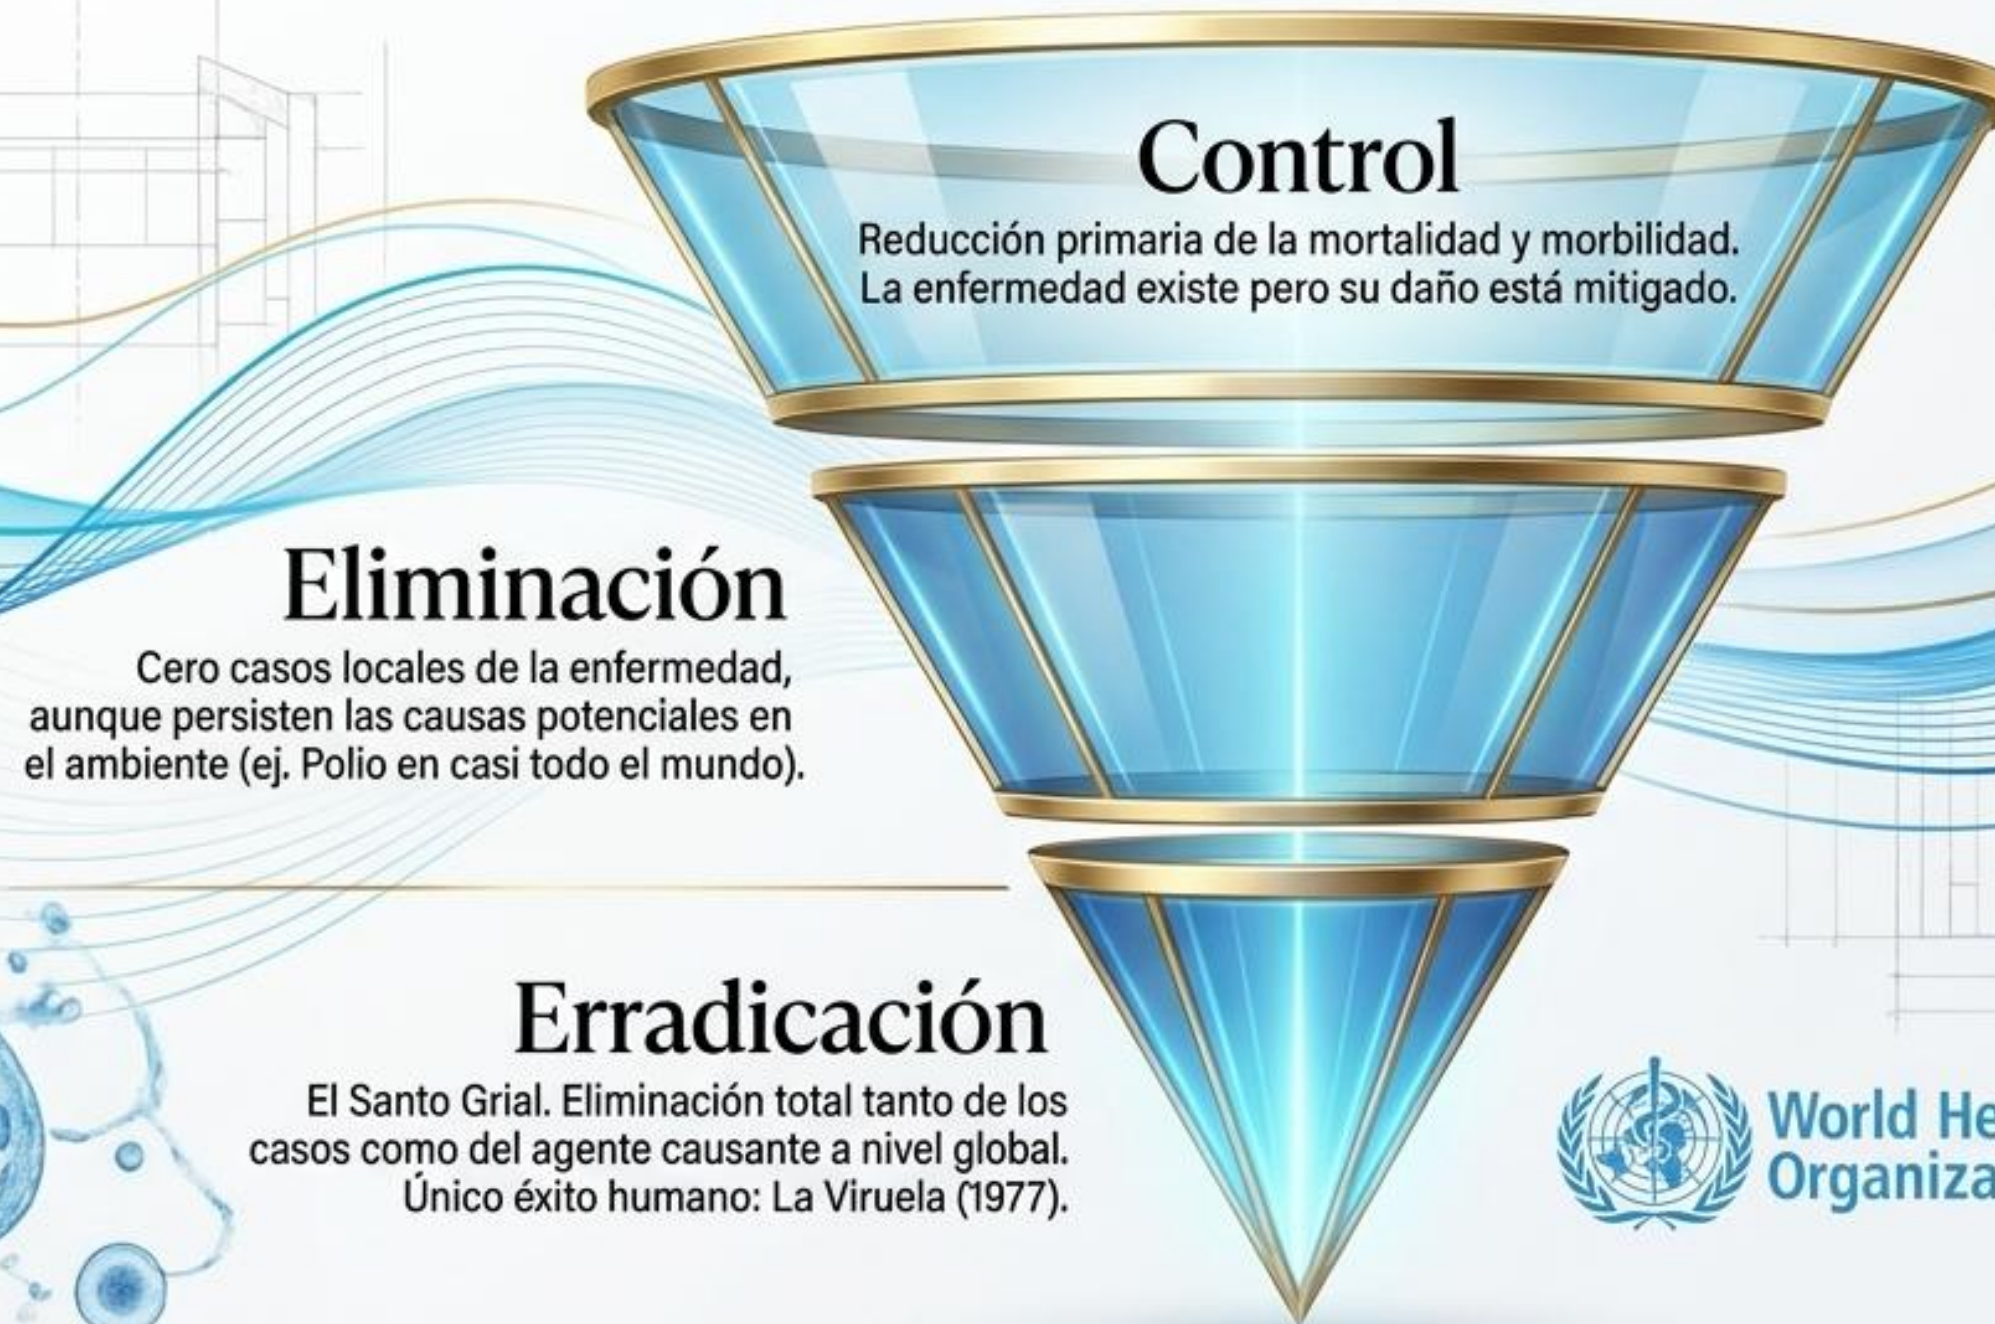 Control
Reducción primaria de la mortalidad y morbilidad.
La enfermedad existe pero su daño está mitigado.
Eliminación
Cero casos locales de la enfermedad,
aunque persisten las causas potenciales en
el ambiente (ej. Polio en casi todo el mundo).
Erradicación
El Santo Grial. Eliminación total tanto de los
casos como del agente causante a nivel global.
Único éxito humano: La Viruela (1977).
World He
Organiza